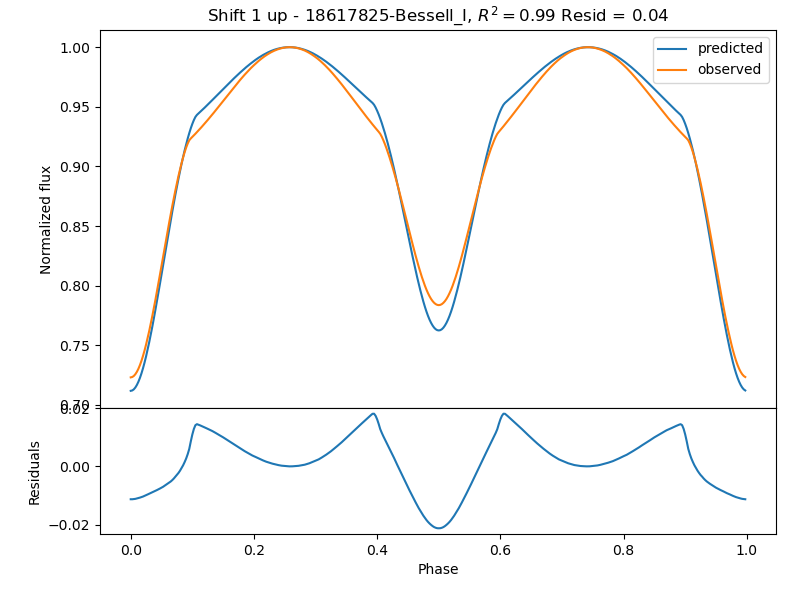 Shift 1 up - 18617825-Bessell_I, R² = 0.99 Resid = 0.04
predicted
observed
Normalized flux
1.00
0.95
0.90
0.85
0.80
0.75
0.70
0.02
0.00
−0.02
Residuals
0.0 0.2 0.4 0.6 0.8 1.0
Phase